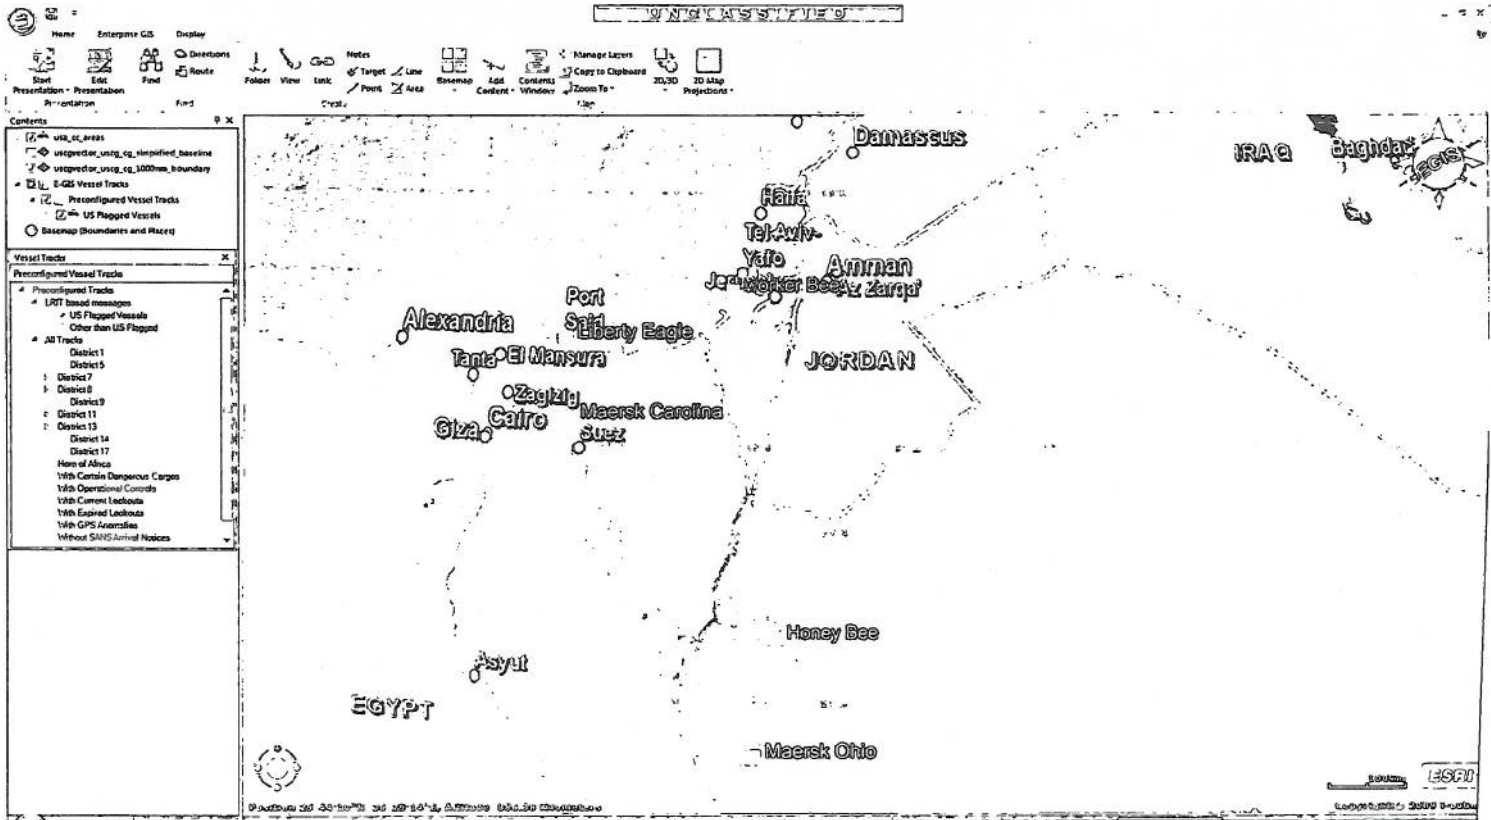 UNCLASSIFIED
Home Enterprise GIS Display
Start Presentation
Edit Presentation
Find
Directions
Route
Folder
View
Link
Notes
Target Line
Point Area
Basemap
Add Content
Contents Window
Manage Layers
Copy to Clipboard
Zoom To
2D/3D
2D Map Projections
Presentation Find Create Map
Contents
usa_cc_areas
uscgvector_uscg_cg_simplified_baseline
uscgvector_uscg_cg_1000nm_boundary
E-GIS Vessel Tracks
Preconfigured Vessel Tracks
US Flagged Vessels
Basemap (Boundaries and Places)
Vessel Tracks
Preconfigured Vessel Tracks
Preconfigured Tracks
LRIT based messages
US Flagged Vessels
Other than US Flagged
All Tracks
District 1
District 5
District 7
District 8
District 9
District 11
District 13
District 14
District 17
Horn of Africa
With Certain Dangerous Cargos
With Operational Controls
With Current Lookouts
With Expired Lookouts
With GPS Anomalies
Without SANS Arrival Notices
Damascus
IRAQ
Baghdad
EGIS
Haifa
Tel Aviv-
Yafo
Amman
Worker Bee
Az Zarqa'
Port
Said
Liberty Eagle
Alexandria
Tanta
El Mansura
JORDAN
Zagizig
Maersk Carolina
Giza
Cairo
Suez
Honey Bee
Asyut
EGYPT
Maersk Ohio
ESRI